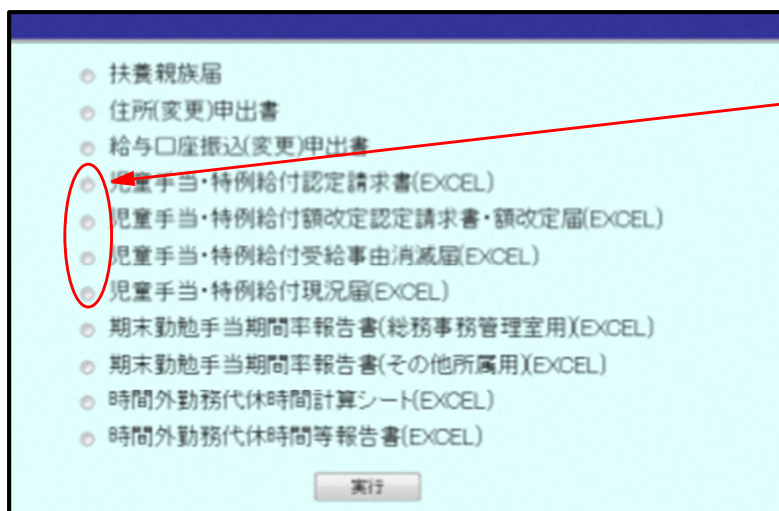 扶養親族届
住所(変更)申出書
給与口座振込(変更)申出書
児童手当・特例給付認定請求書(EXCEL)
児童手当・特例給付額改定認定請求書・額改定届(EXCEL)
児童手当・特例給付受給事由消滅届(EXCEL)
児童手当・特例給付現況届(EXCEL)
期末勤勉手当期間率報告書(総務事務管理室用)(EXCEL)
期末勤勉手当期間率報告書(その他所属用)(EXCEL)
時間外勤務代休時間計算シート(EXCEL)
時間外勤務代休時間等報告書(EXCEL)
実行